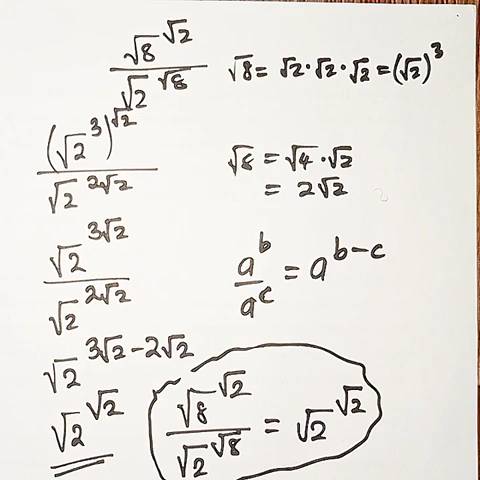 √8^√2 / √2^√8
√8 = √2·√2·√2 = (√2)^3
(√2^3)^√2 / √2^2√2
√8 = √4·√2
= 2√2
√2^3√2 / √2^2√2
a^b / a^c = a^b-c
√2^3√2-2√2
√2^√2
√8^√2 / √2^√8 = √2^√2